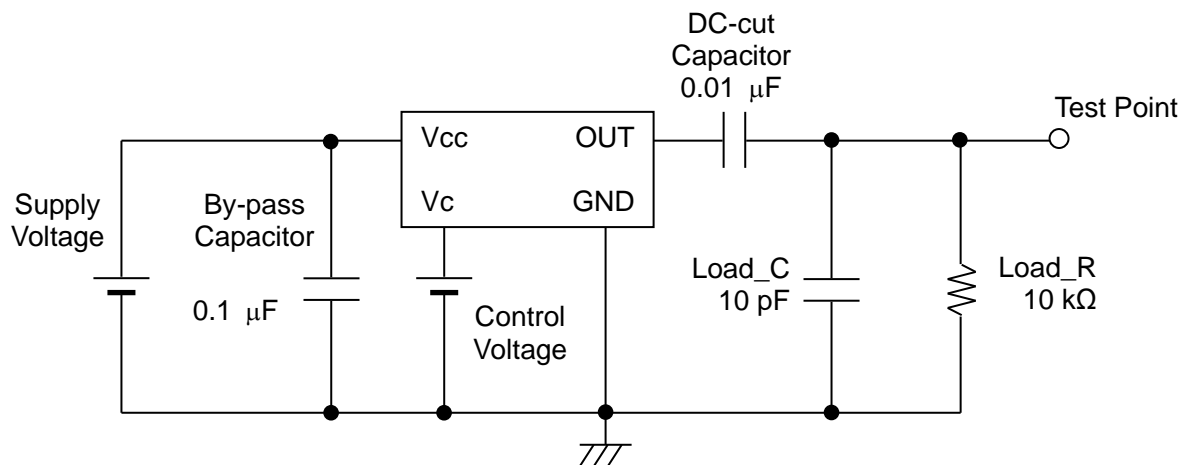 DC-cut
Capacitor
0.01 μF
Test Point
Vcc
OUT
Vc
GND
Supply
Voltage
By-pass
Capacitor
0.1 μF
Control
Voltage
Load_C
10 pF
Load_R
10 kΩ